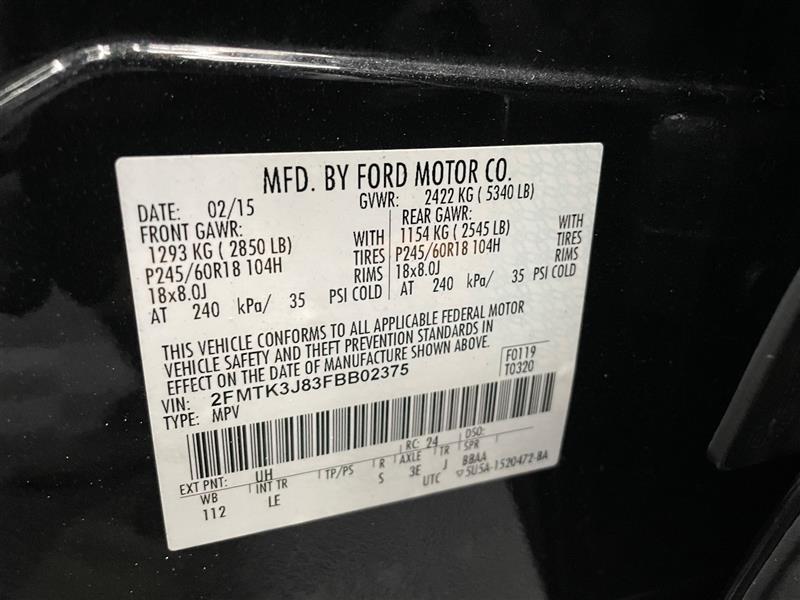 MFD. BY FORD MOTOR CO.
DATE: 02/15 GVWR: 2422 KG ( 5340 LB)
FRONT GAWR: REAR GAWR:
1293 KG ( 2850 LB) WITH 1154 KG ( 2545 LB) WITH
P245/60R18 104H TIRES P245/60R18 104H TIRES
18x8.0J RIMS 18x8.0J RIMS
AT 240 kPa/ 35 PSI COLD AT 240 kPa/ 35 PSI COLD
THIS VEHICLE CONFORMS TO ALL APPLICABLE FEDERAL MOTOR
VEHICLE SAFETY AND THEFT PREVENTION STANDARDS IN
EFFECT ON THE DATE OF MANUFACTURE SHOWN ABOVE.
VIN: 2FMTK3J83FBB02375 F0119
TYPE: MPV T0320
EXT PNT: UH RC: 24 DSO:
WB INT TR TP/PS R AXLE TR SPR
112 LE S 3E J BBAA
UTC ▽5U5A-1520472-BA